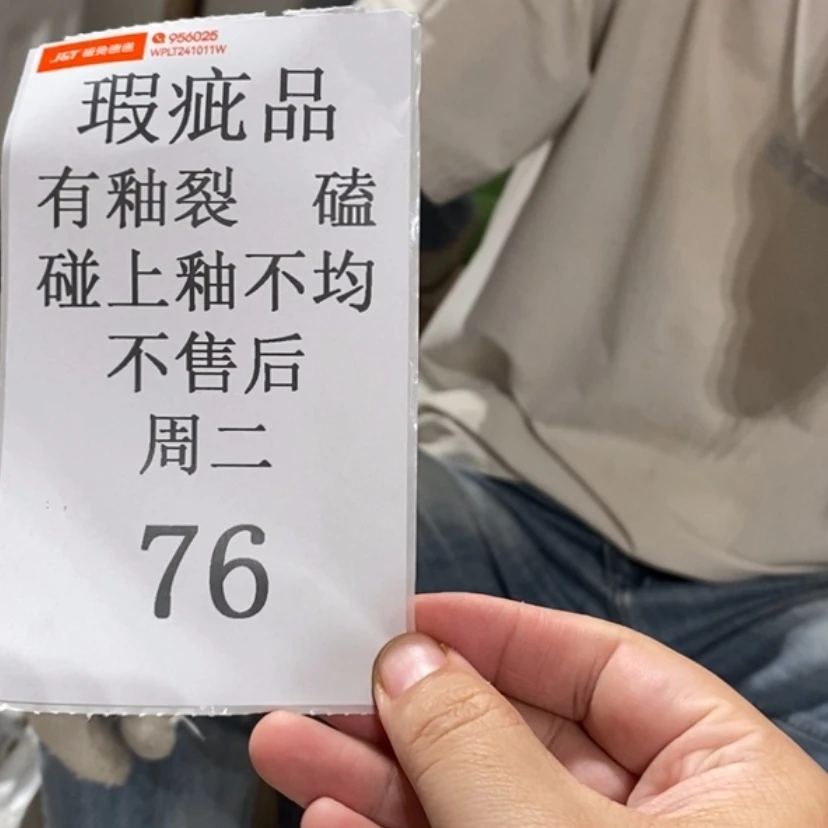 J&T 极兔速递
956025
WPLT241011W
瑕疵品
有釉裂 磕
碰上釉不均
不售后
周二
76